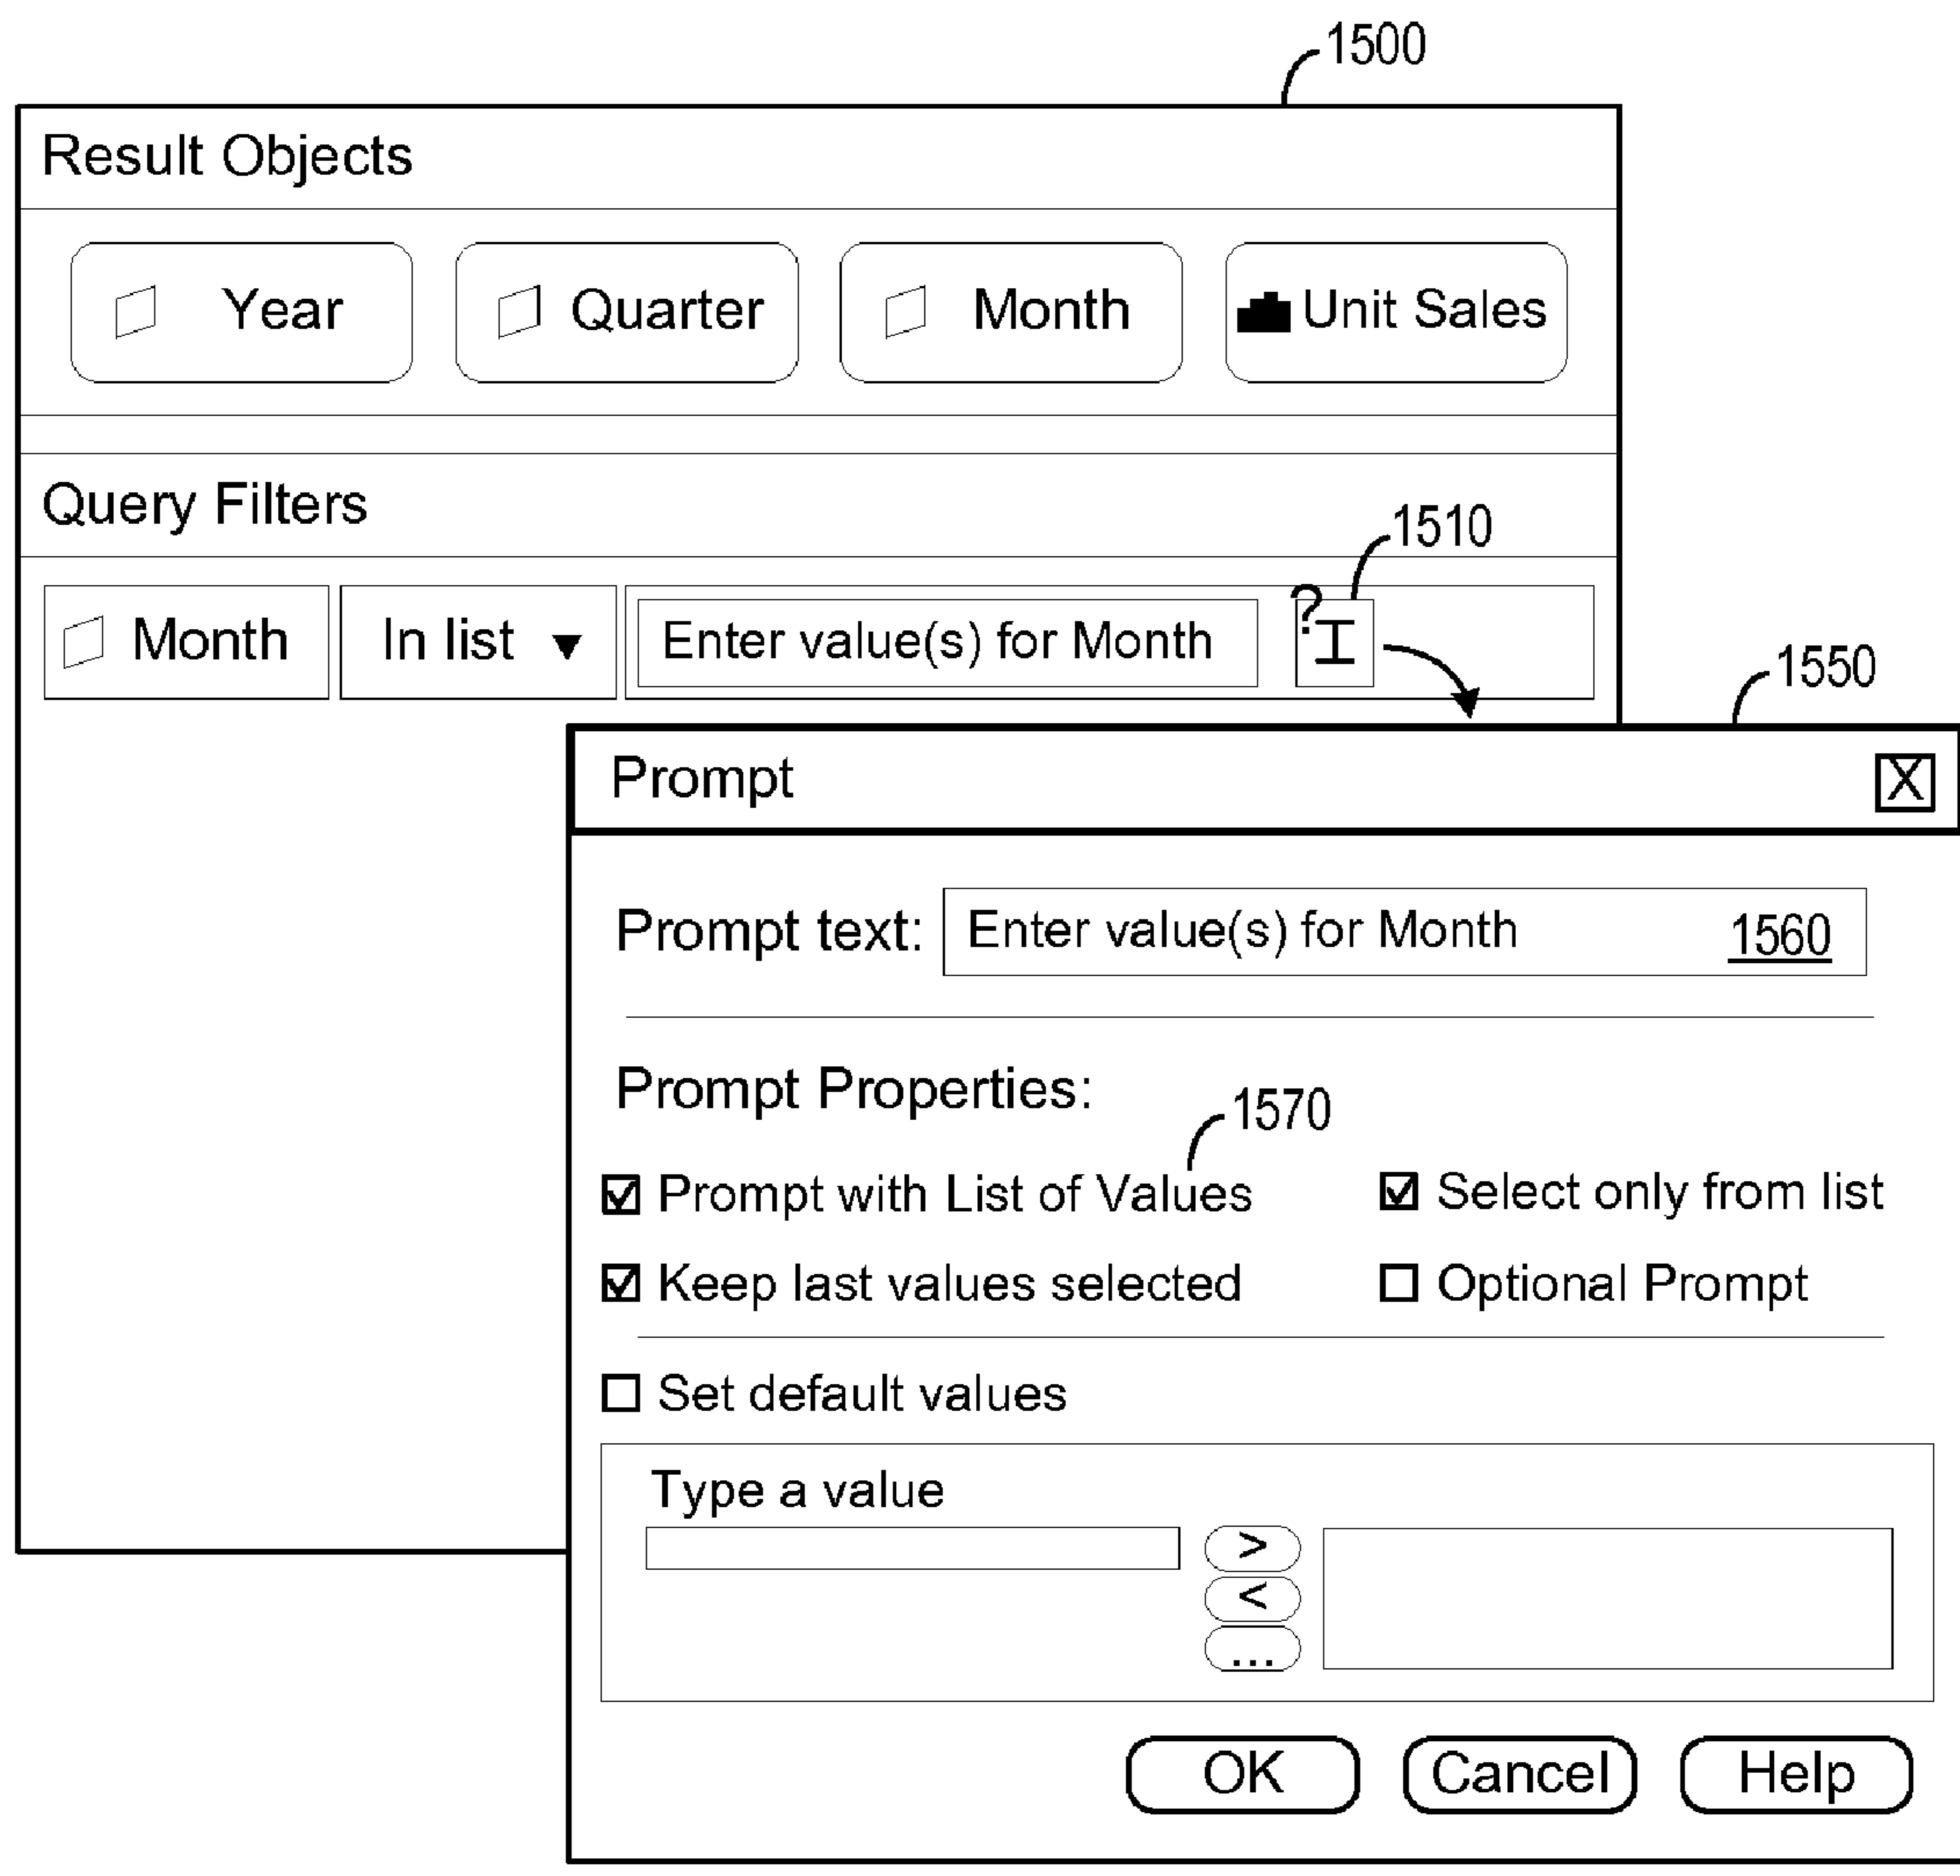 1500
Result Objects
Year Quarter Month Unit Sales
Query Filters
1510
Month In list ▼ Enter value(s) for Month ? I
1550
Prompt X
Prompt text: Enter value(s) for Month 1560
Prompt Properties:
1570
Prompt with List of Values Select only from list
Keep last values selected Optional Prompt
Set default values
Type a value
>
<
...
OK Cancel Help